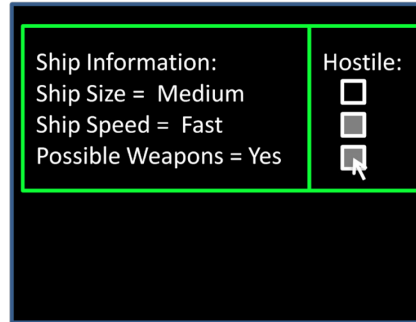 Ship Information:
Hostile:
Ship Size =  Medium
Ship Speed =  Fast
Possible Weapons = Yes